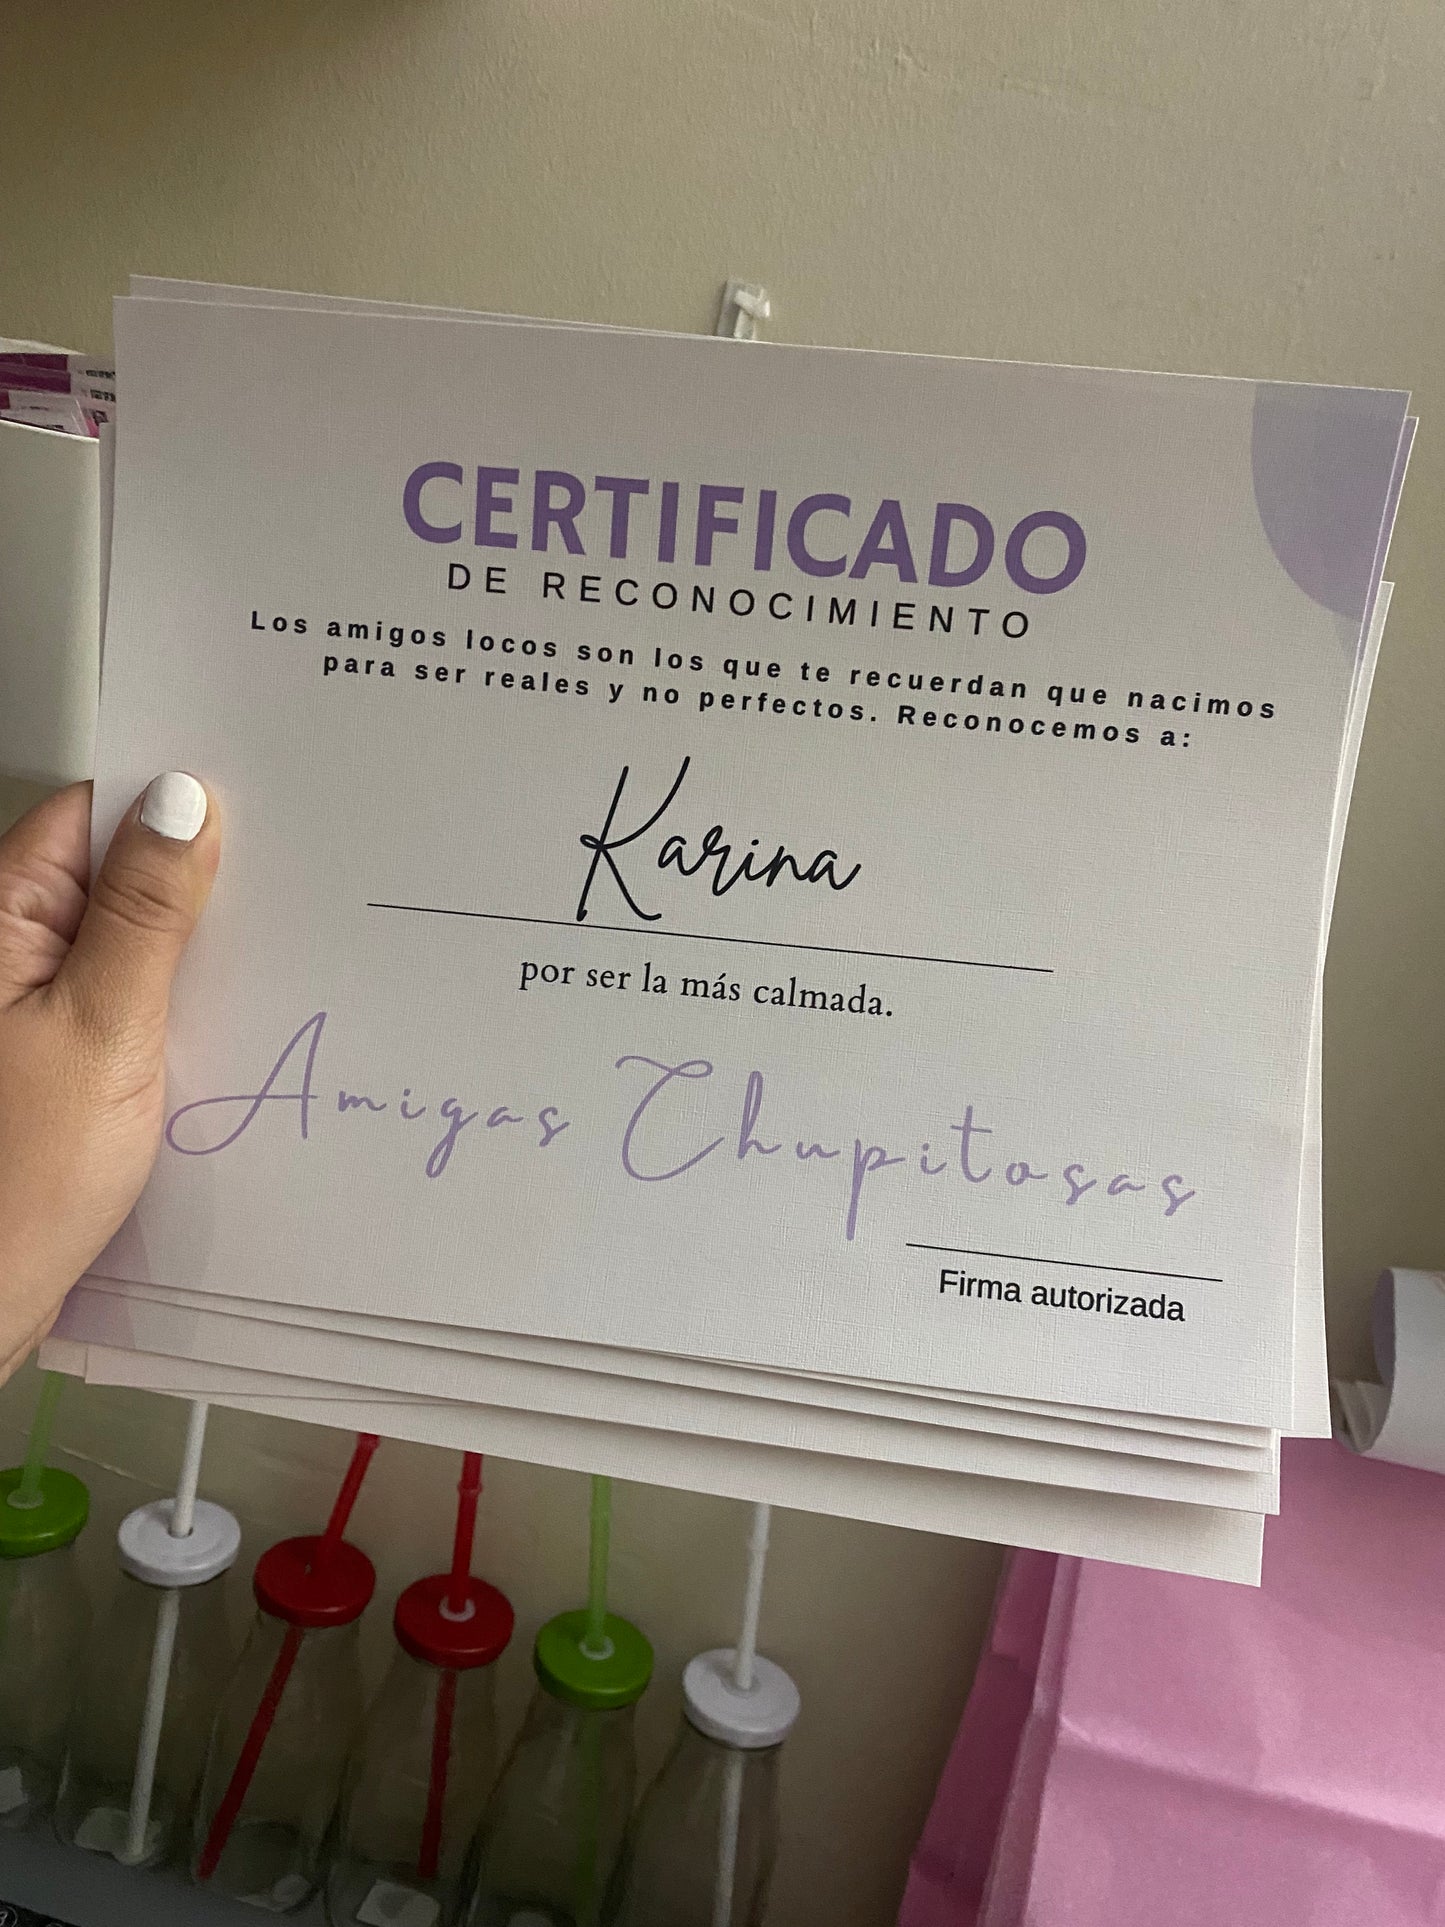 CERTIFICADO
DE RECONOCIMIENTO
Los amigos locos son los que te recuerdan que nacimos
para ser reales y no perfectos. Reconocemos a:
Karina
por ser la más calmada.
Amigas Chupitosas
Firma autorizada